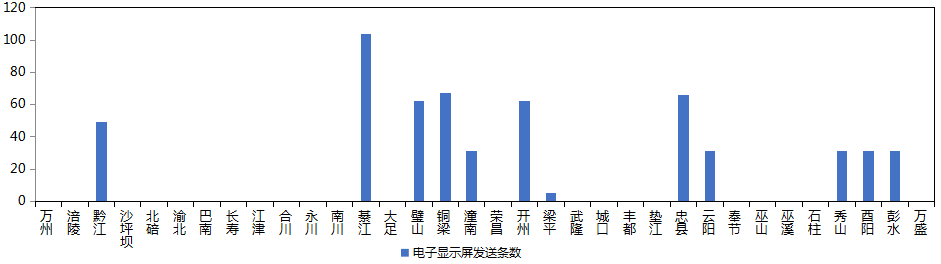 120
100
80
60
40
20
0
万州
涪陵
黔江
沙坪坝
北碚
渝北
巴南
长寿
江津
合川
永川
南川
綦江
大足
璧山
铜梁
潼南
荣昌
开州
梁平
武隆
城口
丰都
垫江
忠县
云阳
奉节
巫山
巫溪
石柱
秀山
酉阳
彭水
万盛
电子显示屏发送条数